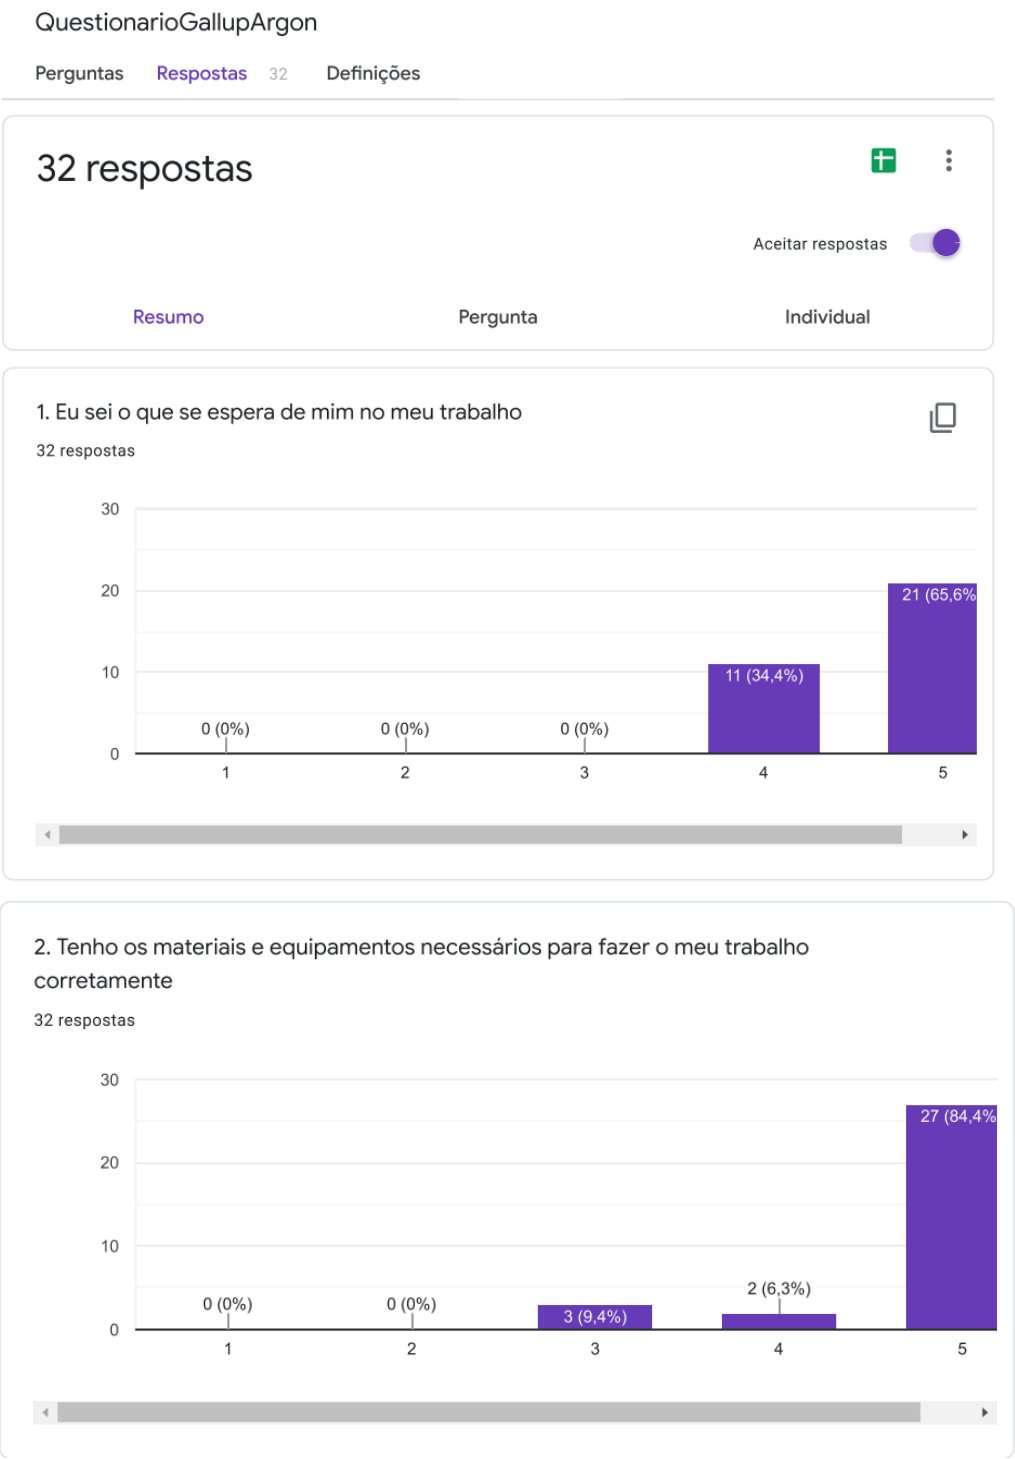 QuestionarioGallupArgon
Perguntas Respostas 32 Definições
32 respostas
Aceitar respostas
Resumo Pergunta Individual
1. Eu sei o que se espera de mim no meu trabalho
32 respostas
30
20
10
0
0 (0%) 0 (0%) 0 (0%) 11 (34,4%) 21 (65,6%
1 2 3 4 5
2. Tenho os materiais e equipamentos necessários para fazer o meu trabalho
corretamente
32 respostas
30
20
10
0
0 (0%) 0 (0%) 3 (9,4%) 2 (6,3%) 27 (84,4%
1 2 3 4 5